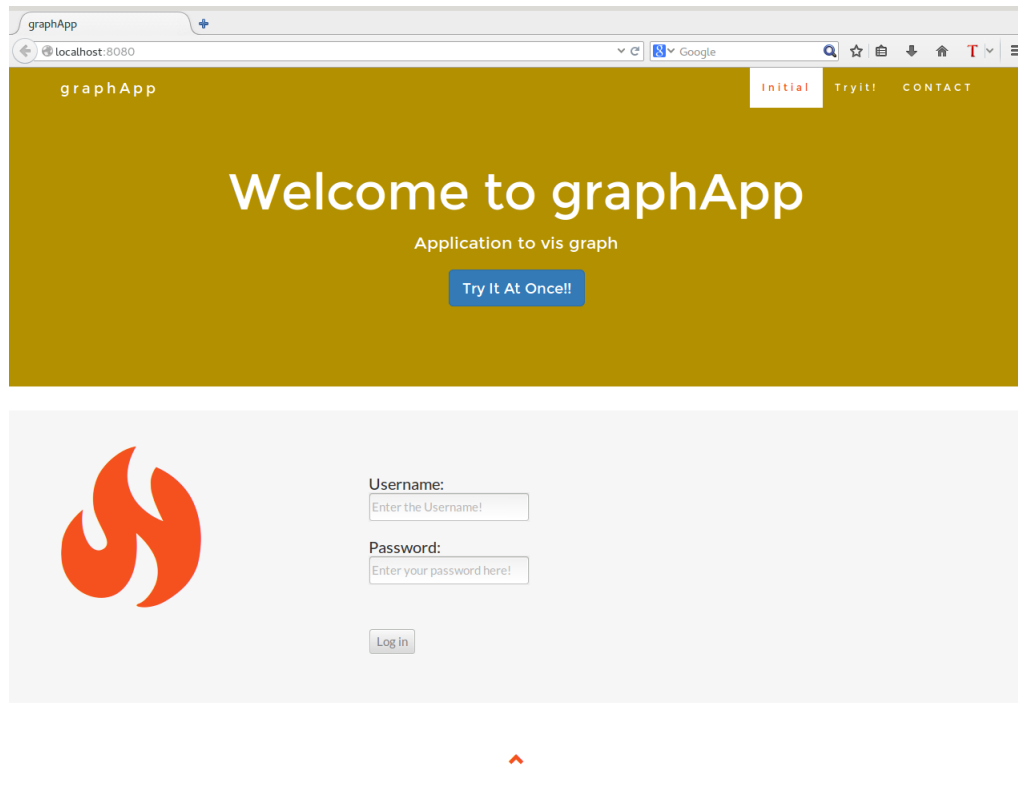 graphApp
localhost:8080
Google
graphApp
Initial
Tryit!
CONTACT
Welcome to graphApp
Application to vis graph
Try It At Once!!
Username:
Enter the Username!
Password:
Enter your password here!
Log in